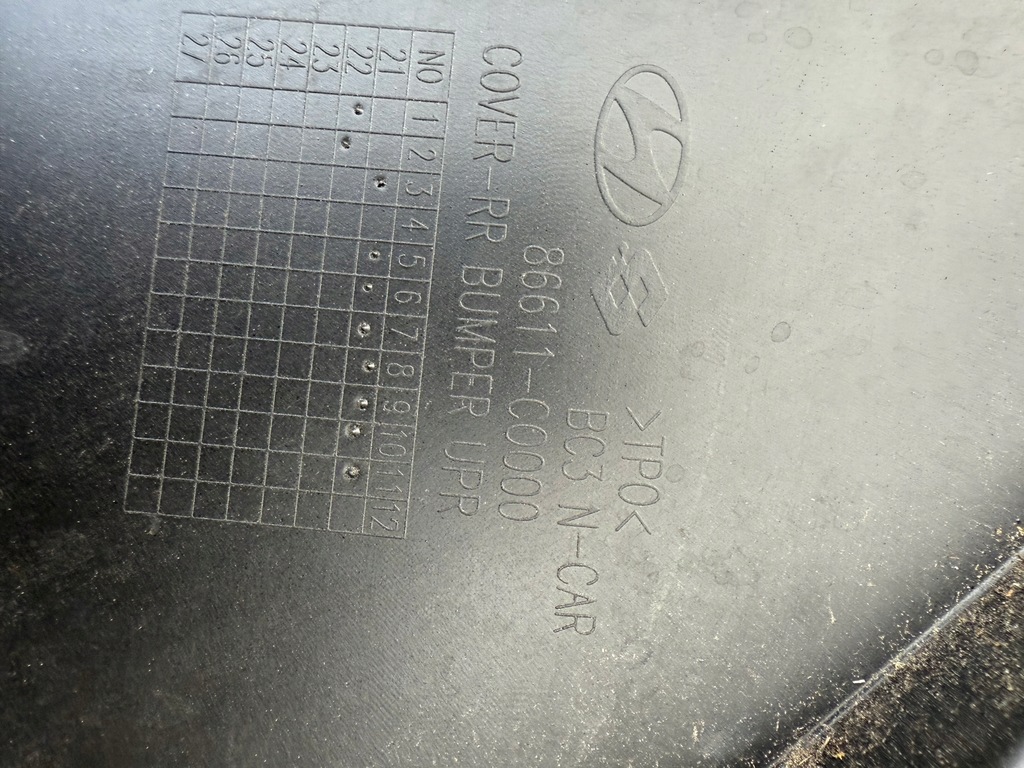 >TPO<
BC3 N-CAR
86611-C0000
COVER-RR BUMPER UPR
NO 1 2 3 4 5 6 7 8 9 10 11 12
21
22
23
24
25
26
27